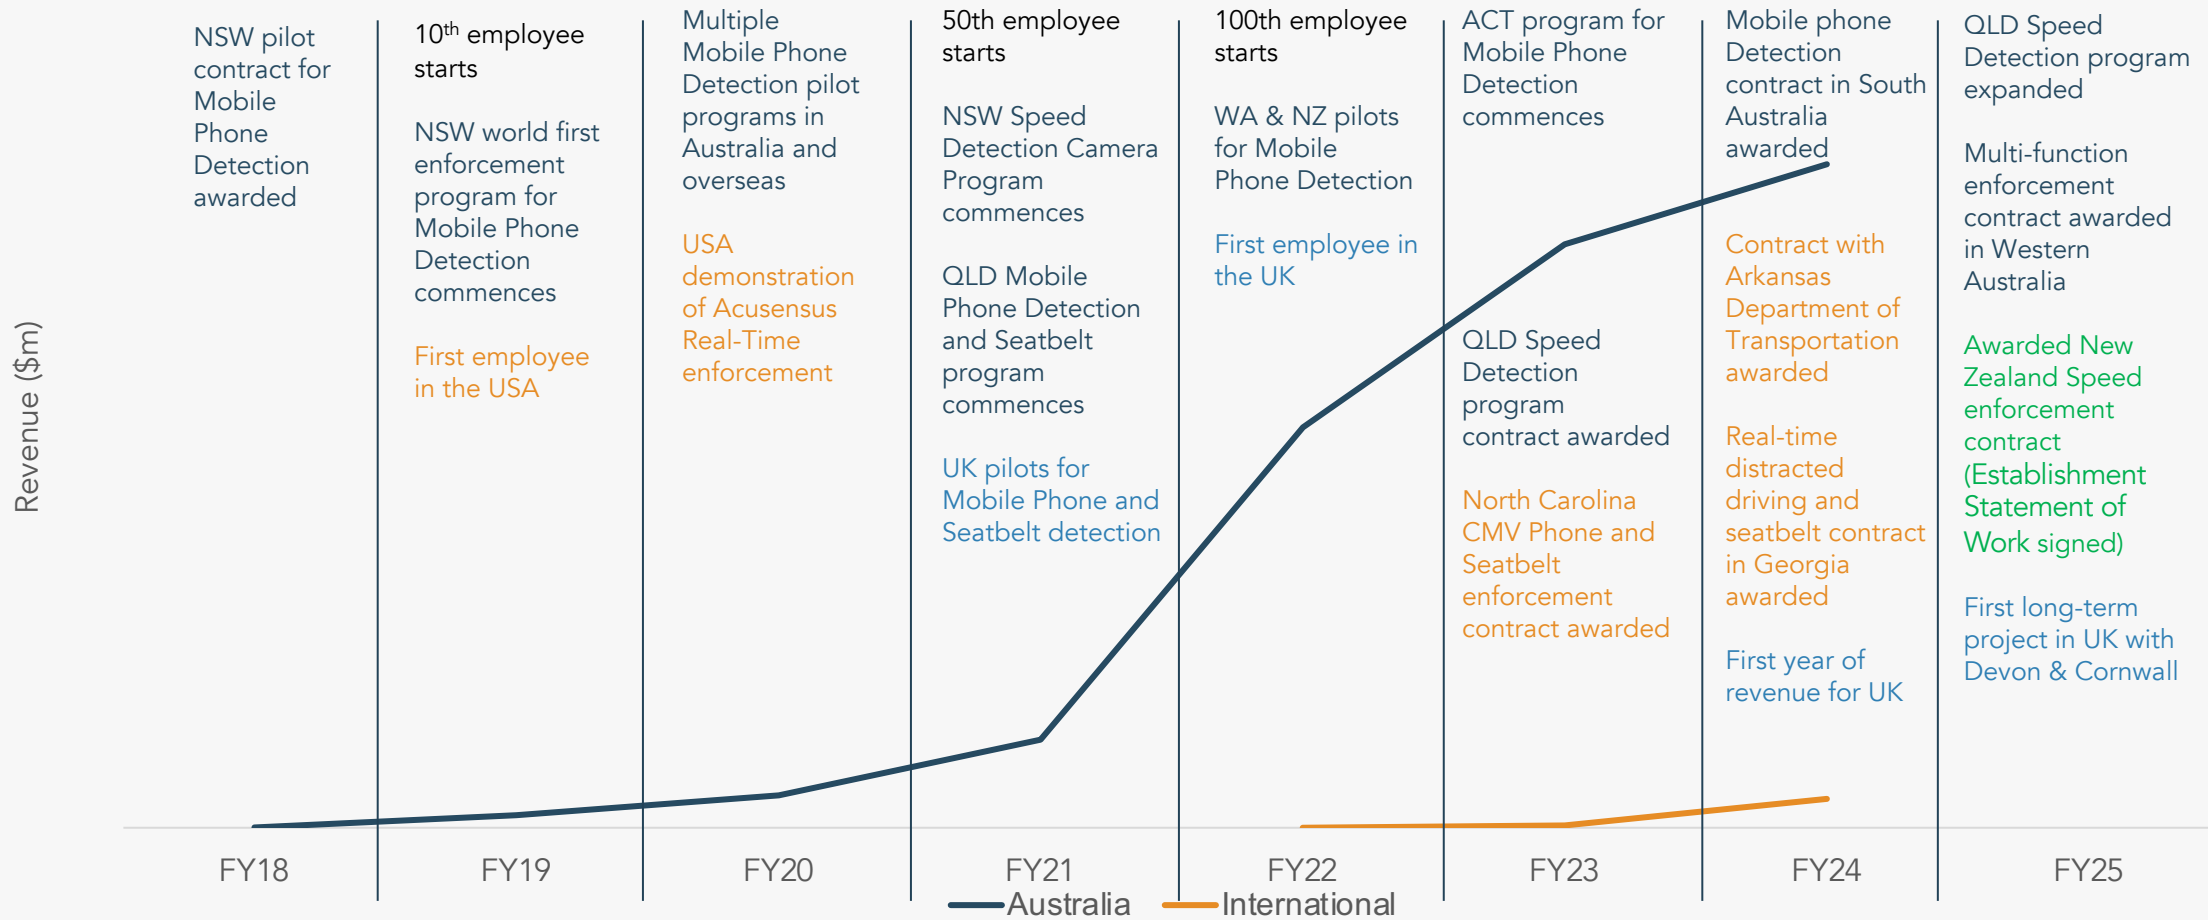 NSW pilot
contract for
Mobile
Phone
Detection
awarded
10th employee
starts
NSW world first
enforcement
program for
Mobile Phone
Detection
commences
First employee
in the USA
Multiple
Mobile Phone
Detection pilot
programs in
Australia and
overseas
USA
demonstration
of Acusensus
Real-Time
enforcement
50th employee
starts
NSW Speed
Detection Camera
Program
commences
QLD Mobile
Phone Detection
and Seatbelt
program
commences
UK pilots for
Mobile Phone and
Seatbelt detection
100th employee
starts
WA & NZ pilots
for Mobile
Phone Detection
First employee in
the UK
ACT program for
Mobile Phone
Detection
commences
QLD Speed
Detection
program
contract awarded
North Carolina
CMV Phone and
Seatbelt
enforcement
contract awarded
Mobile phone
Detection
contract in South
Australia
awarded
Contract with
Arkansas
Department of
Transportation
awarded
Real-time
distracted
driving and
seatbelt contract
in Georgia
awarded
First year of
revenue for UK
QLD Speed
Detection program
expanded
Multi-function
enforcement
contract awarded
in Western
Australia
Awarded New
Zealand Speed
enforcement
contract
(Establishment
Statement of
Work signed)
First long-term
project in UK with
Devon & Cornwall
Revenue ($m)
FY18
FY19
FY20
FY21
FY22
FY23
FY24
FY25
Australia
International